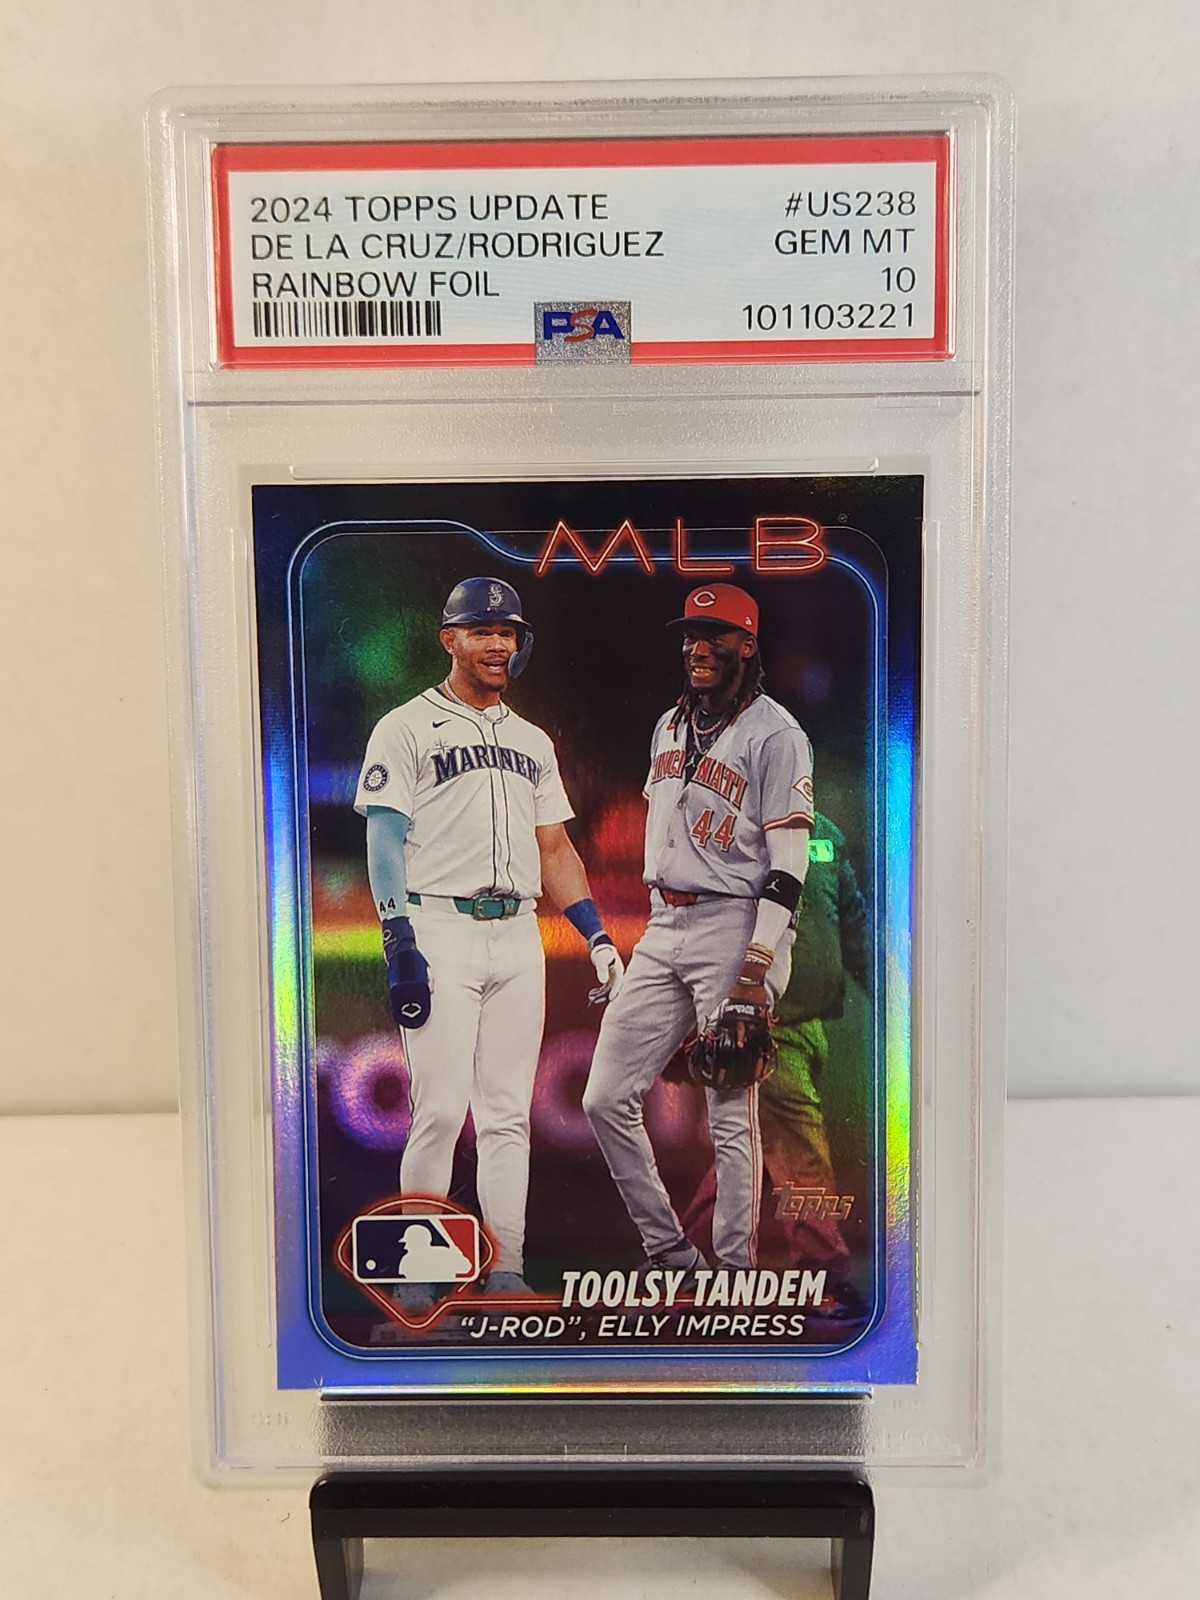 2024 TOPPS UPDATE #US238
DE LA CRUZ/RODRIGUEZ GEM MT
RAINBOW FOIL 10
PSA 101103221
MLB
MARINERS
CINCINNATI
44
44
TOPPS
TOOLSY TANDEM
"J-ROD", ELLY IMPRESS